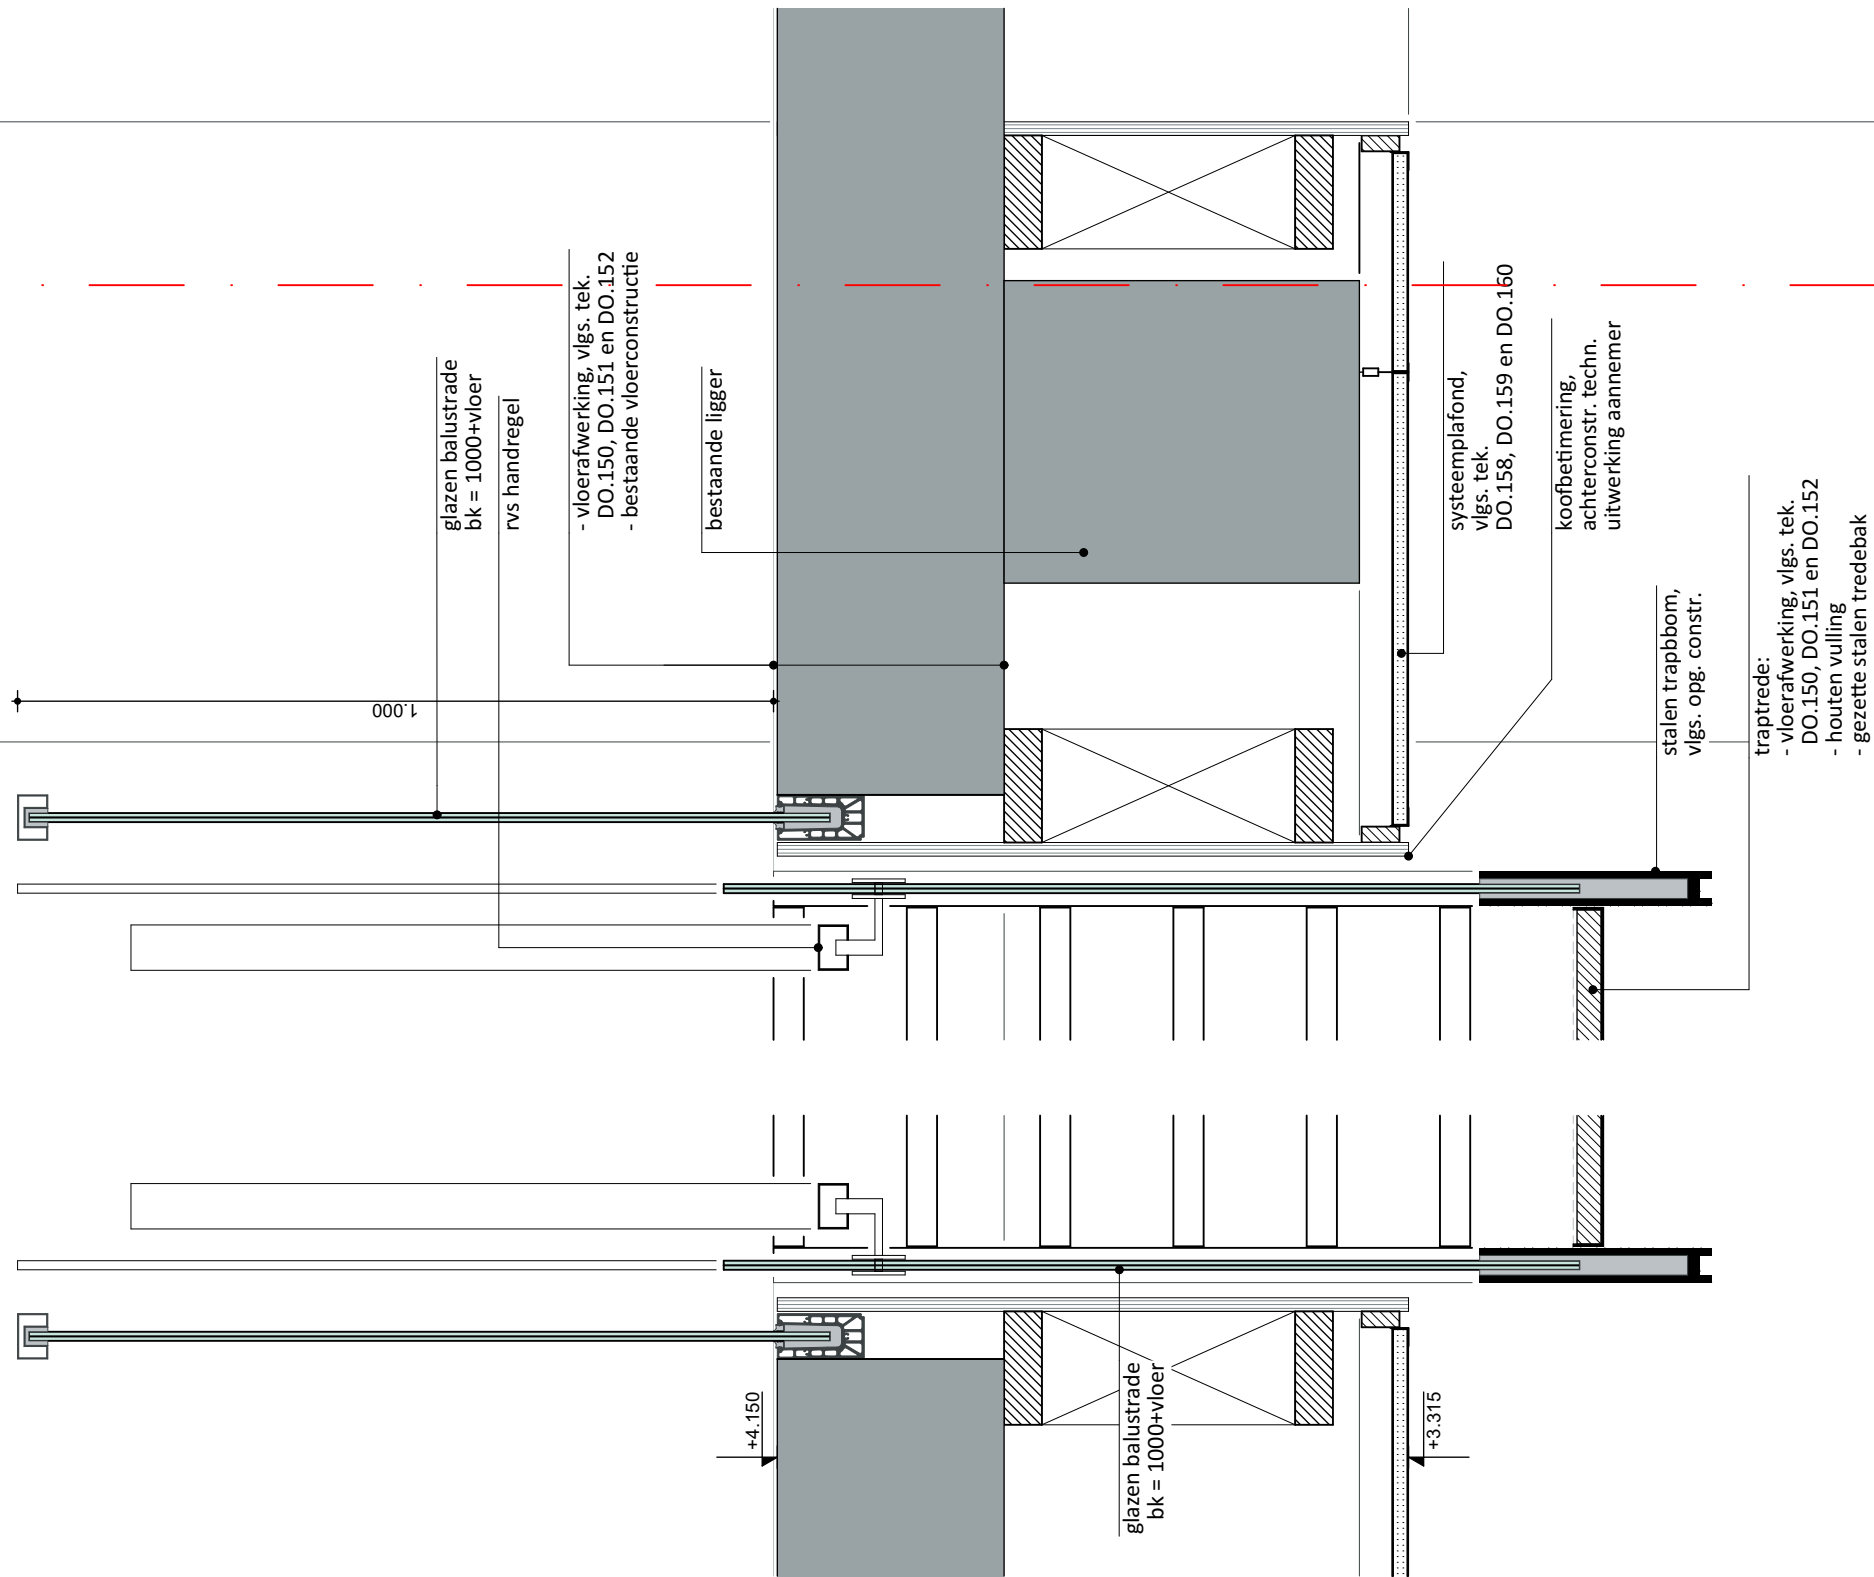 glazen balustrade
bk = 1000+vloer
rvs handregel
- vloerafwerking, vlgs. tek.
DO.150, DO.151 en DO.152
- bestaande vloerconstructie
bestaande ligger
1.000
systeemplafond,
vlgs. tek.
DO.158, DO.159 en DO.160
koofbetimering,
achterconstr. techn.
uitwerking aannemer
stalen trapbbom,
vlgs. opg. constr.
traptrede:
- vloerafwerking, vlgs. tek.
DO.150, DO.151 en DO.152
- houten vulling
- gezette stalen tredebak
+4.150
glazen balustrade
bk = 1000+vloer
+3.315